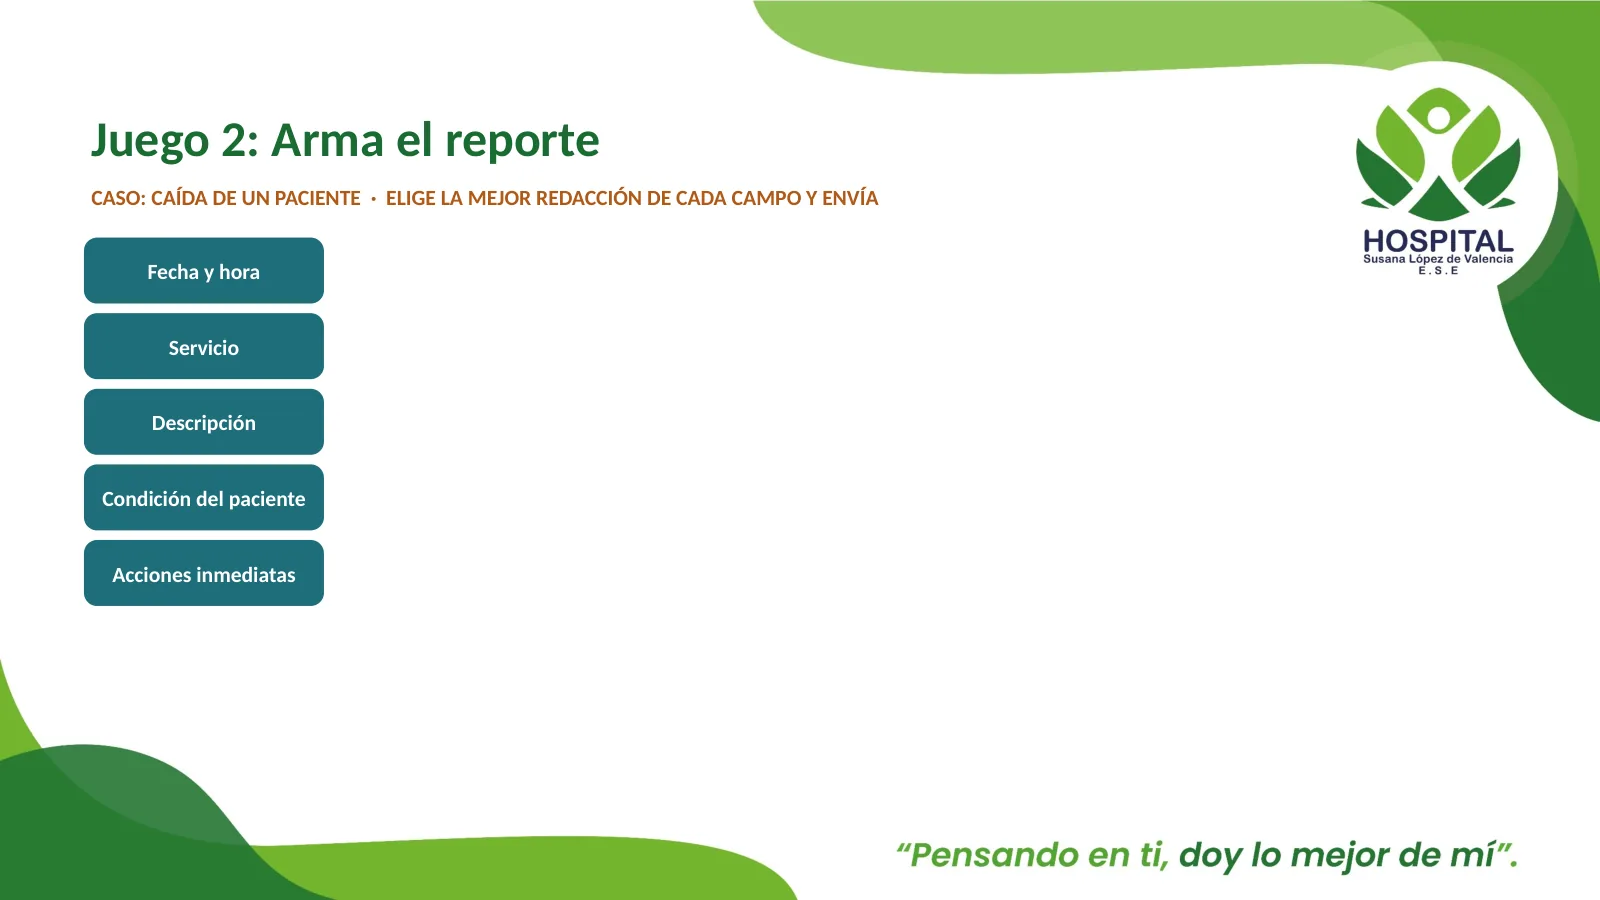 Juego 2: Arma el reporte
CASO: CAÍDA DE UN PACIENTE · ELIGE LA MEJOR REDACCIÓN DE CADA CAMPO Y ENVÍA
HOSPITAL
Susana López de Valencia
E.S.E
Fecha y hora
Servicio
Descripción
Condición del paciente
Acciones inmediatas
“Pensando en ti, doy lo mejor de mí”.